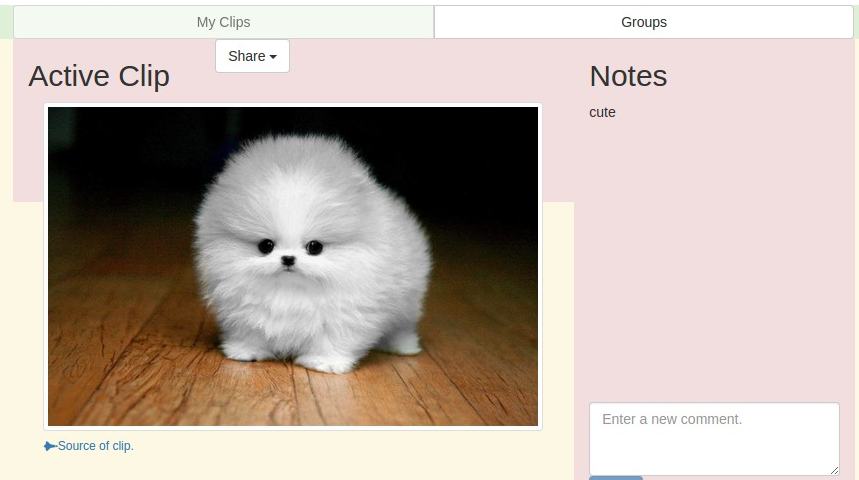 My Clips
Groups
Share
Active Clip
Notes
cute
Enter a new comment.
Source of clip.